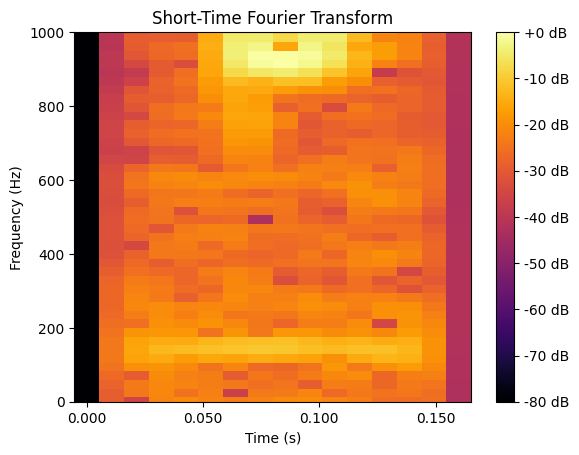 Short-Time Fourier Transform
Frequency (Hz)
1000
800
600
400
200
0
0.000
0.050
0.100
0.150
Time (s)
+0 dB
-10 dB
-20 dB
-30 dB
-40 dB
-50 dB
-60 dB
-70 dB
-80 dB